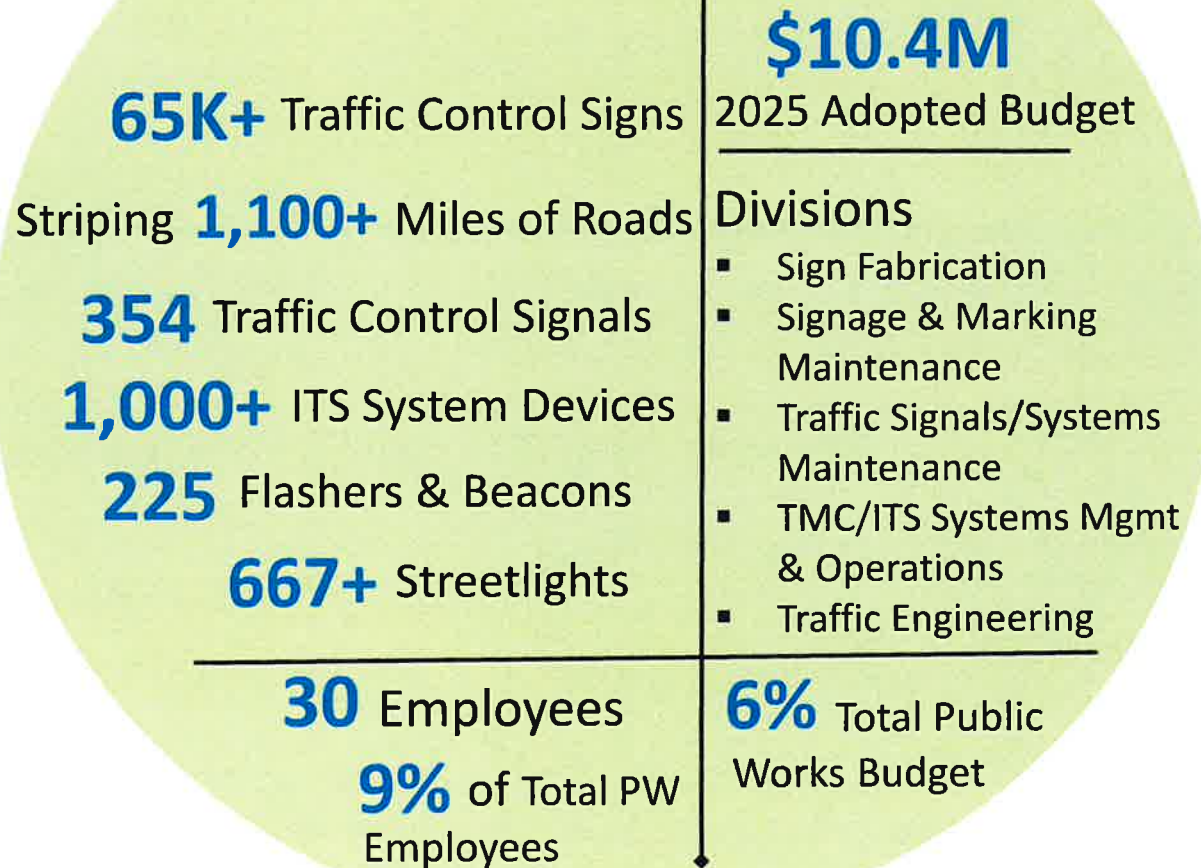 65K+ Traffic Control Signs
Striping 1,100+ Miles of Roads
354 Traffic Control Signals
1,000+ ITS System Devices
225 Flashers & Beacons
667+ Streetlights
30 Employees
9% of Total PW
Employees
$10.4M
2025 Adopted Budget
Divisions
▪ Sign Fabrication
▪ Signage & Marking
Maintenance
▪ Traffic Signals/Systems
Maintenance
▪ TMC/ITS Systems Mgmt
& Operations
▪ Traffic Engineering
6% Total Public
Works Budget